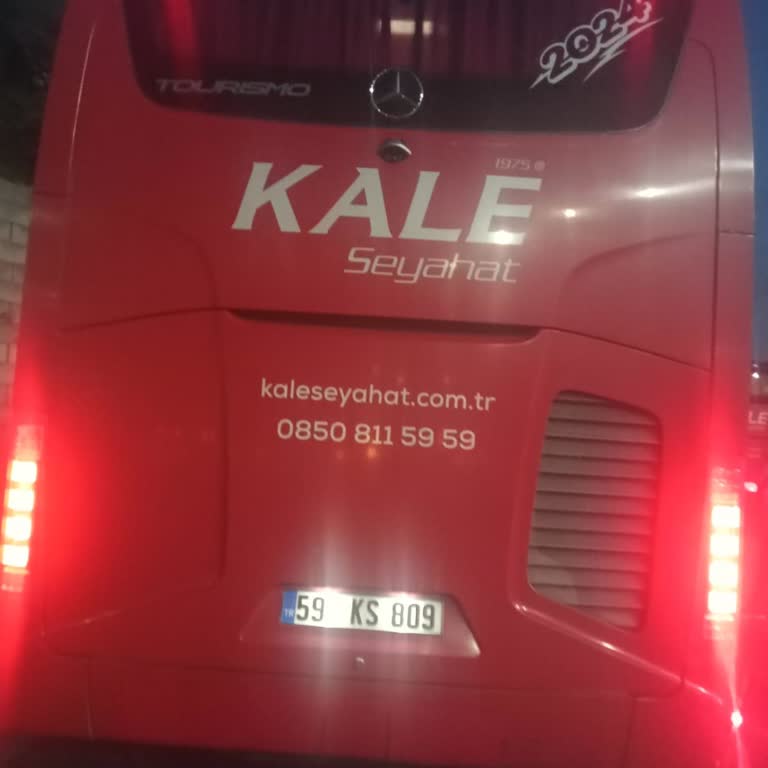 2024
TOURISMO
1975
KALE
Seyahat
kaleseyahat.com.tr
0850 811 59 59
TR 59 KS 809